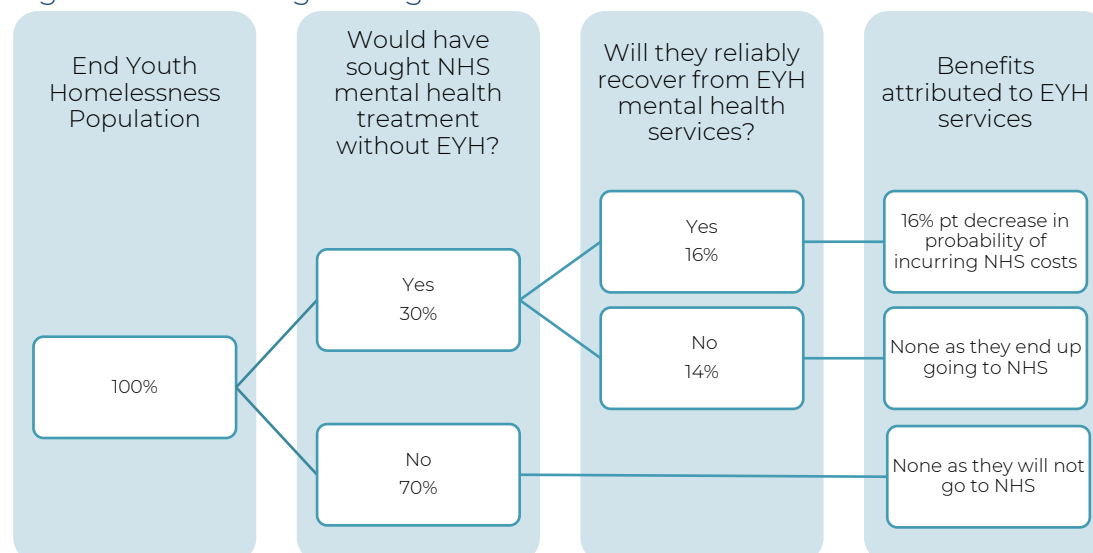 End Youth
Homelessness
Population
Would have
sought NHS
mental health
treatment
without EYH?
Will they reliably
recover from EYH
mental health
services?
Benefits
attributed to EYH
services
100%
Yes
30%
No
70%
Yes
16%
No
14%
16% pt decrease in
probability of
incurring NHS costs
None as they end up
going to NHS
None as they will not
go to NHS